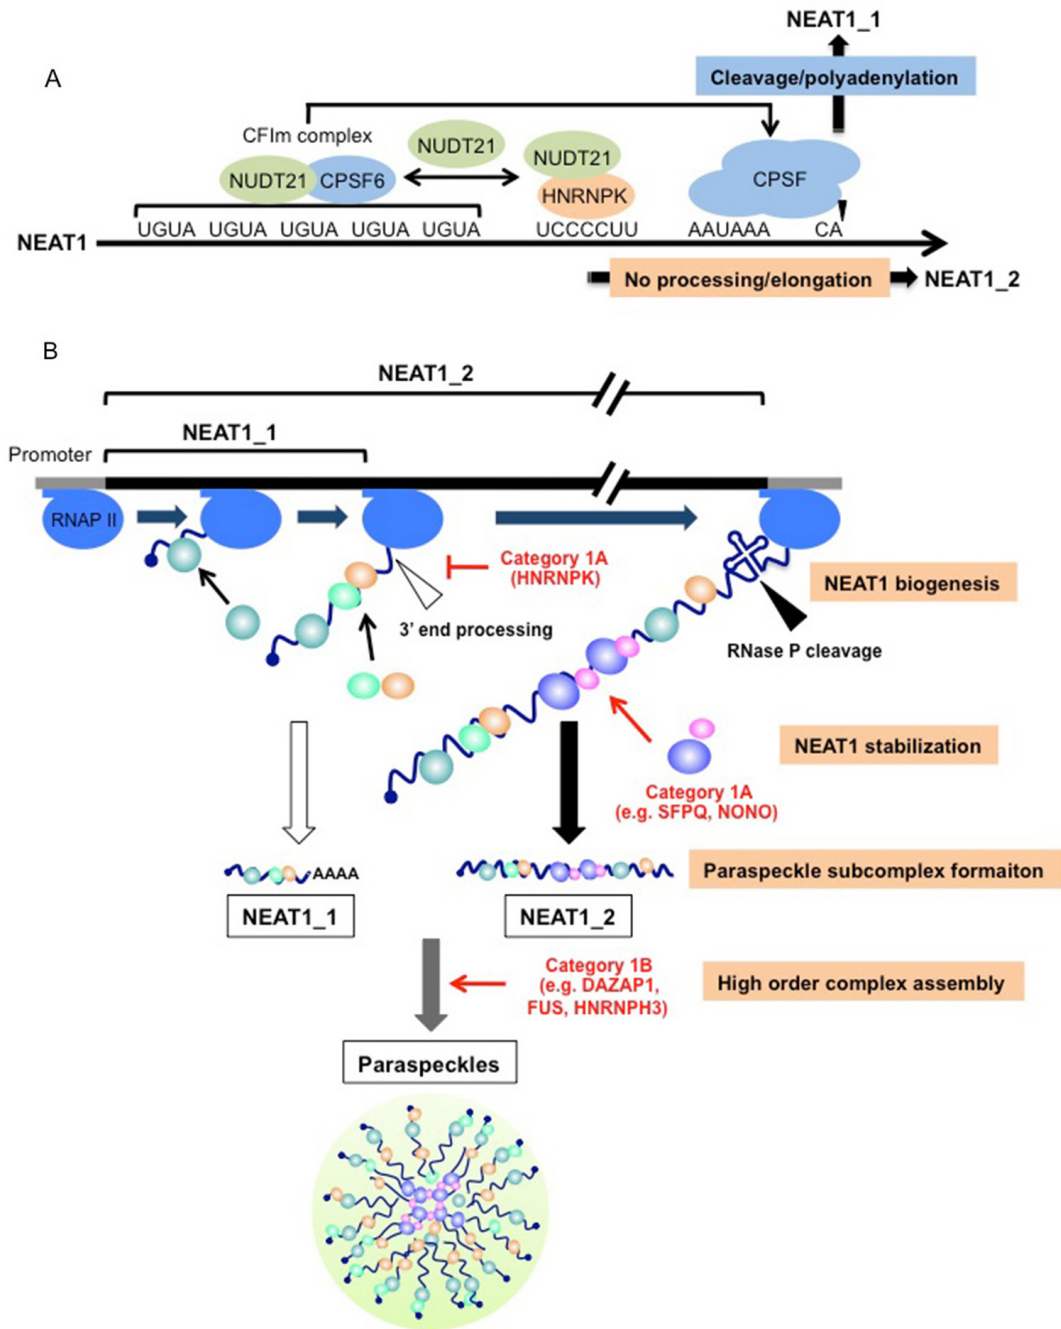 NEAT1_1
A
Cleavage/polyadenylation
CFIm complex
NUDT21
NUDT21
NUDT21 CPSF6
HNRNPK
CPSF
UGUA UGUA UGUA UGUA UGUA
UCCCCUU
AAUAAA
CA
NEAT1
No processing/elongation
NEAT1_2
B
NEAT1_2
NEAT1_1
Promoter
RNAP II
Category 1A
(HNRNPK)
3' end processing
NEAT1 biogenesis
RNase P cleavage
NEAT1 stabilization
Category 1A
(e.g. SFPQ, NONO)
AAAA
Paraspeckle subcomplex formaiton
NEAT1_1
NEAT1_2
Category 1B
(e.g. DAZAP1,
FUS, HNRNPH3)
High order complex assembly
Paraspeckles